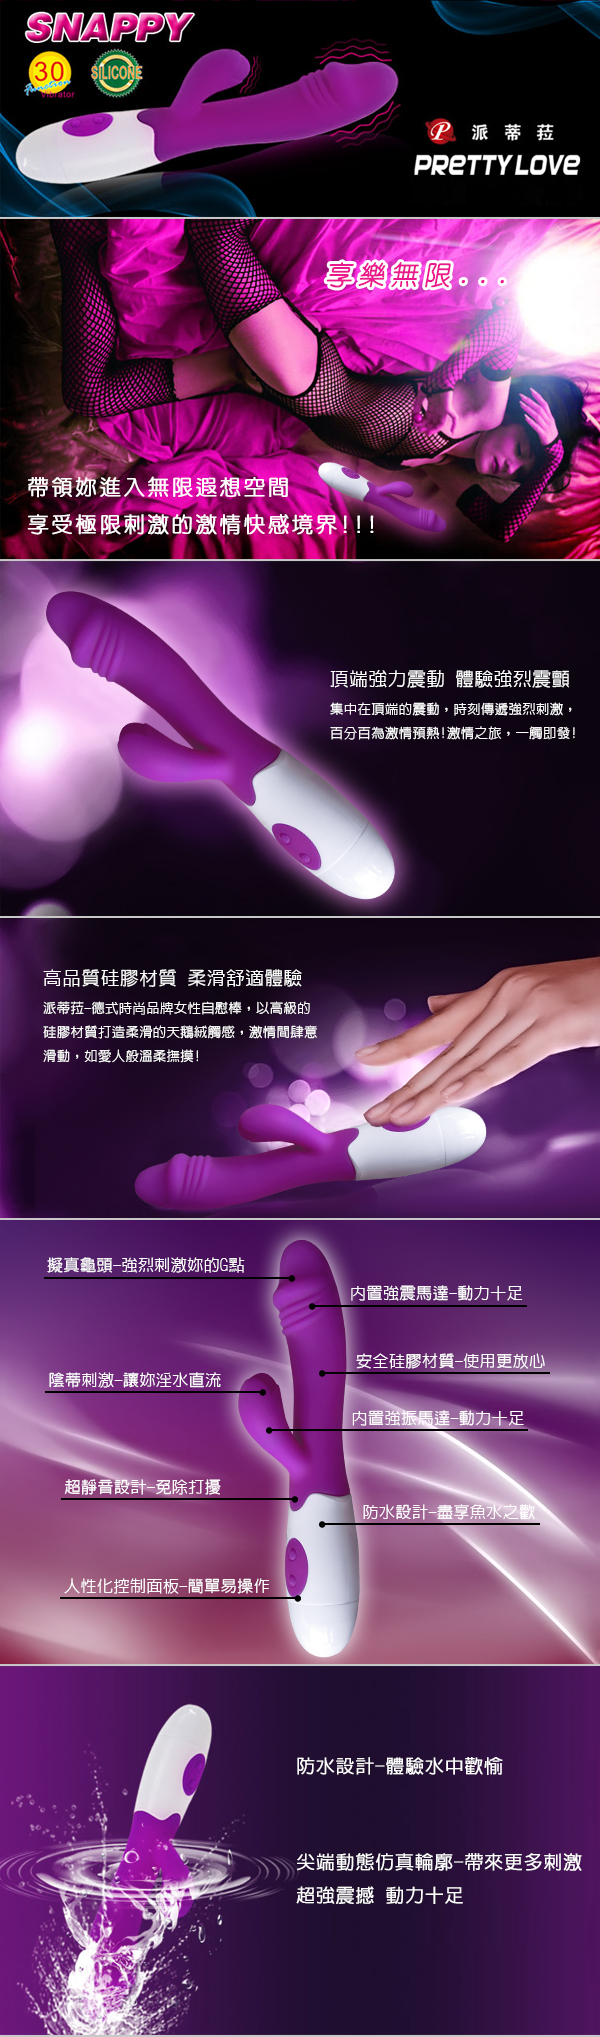 SNAPPY
30
Function
Vibrator
SILICONE
派蒂菈
PRETTY LOVE
享樂無限...
帶領妳進入無限遐想空間
享受極限刺激的激情快感境界!!!
頂端強力震動 體驗強烈震顫
集中在頂端的震動，時刻傳遞強烈刺激，
百分百為激情預熱!激情之旅，一觸即發!
高品質硅膠材質 柔滑舒適體驗
派蒂菈-德式時尚品牌女性自慰棒，以高級的
硅膠材質打造柔滑的天鵝絨觸感，激情間肆意
滑動，如愛人般溫柔撫摸!
擬真龜頭-強烈刺激妳的G點
內置強震馬達-動力十足
安全硅膠材質-使用更放心
陰蒂刺激-讓妳淫水直流
內置強振馬達-動力十足
超靜音設計-免除打擾
防水設計-盡享魚水之歡
人性化控制面板-簡單易操作
防水設計-體驗水中歡愉
尖端動態仿真輪廓-帶來更多刺激
超強震撼 動力十足